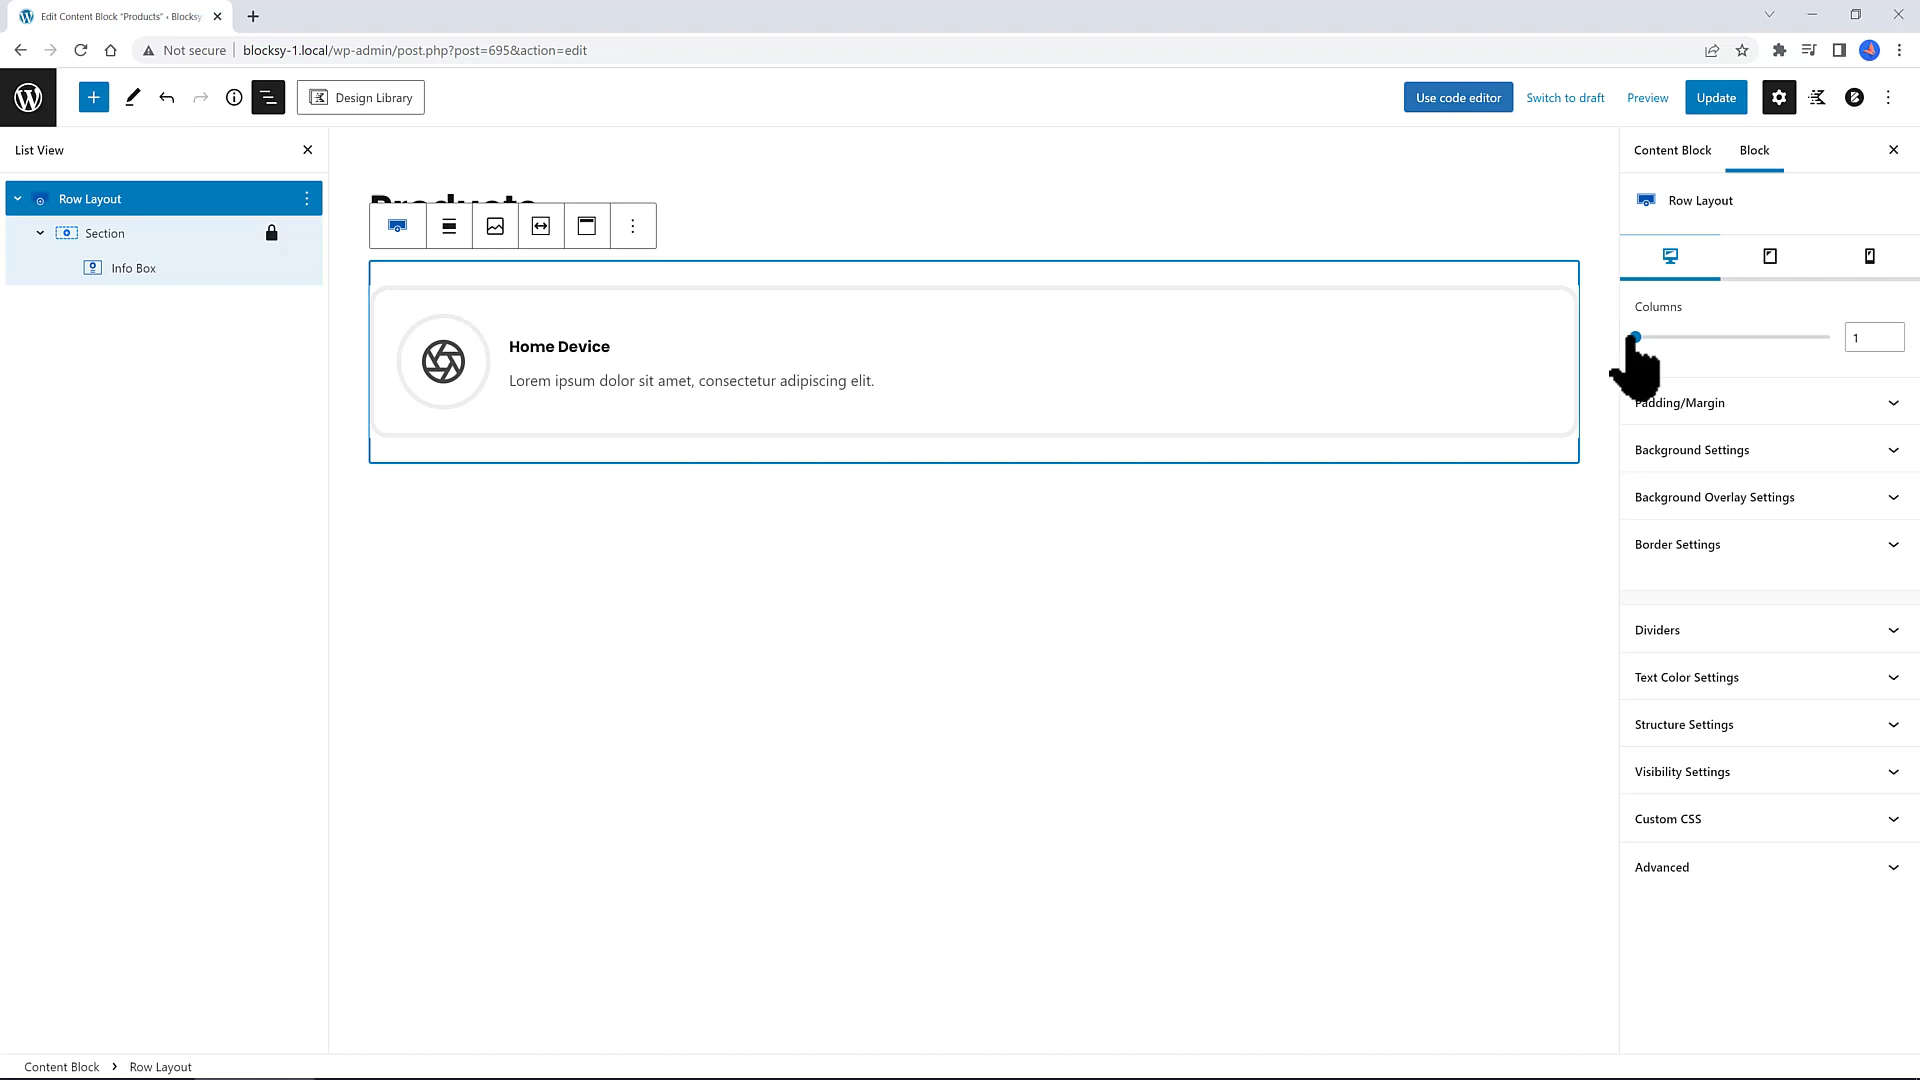 Edit Content Block "Products" ‹ Blocksy
Not secure
blocksy-1.local/wp-admin/post.php?post=695&action=edit
Design Library
Use code editor
Switch to draft
Preview
Update
List View
Row Layout
Section
Info Box
Products
Home Device
Lorem ipsum dolor sit amet, consectetur adipiscing elit.
Content Block
Block
Row Layout
Columns
1
Padding/Margin
Background Settings
Background Overlay Settings
Border Settings
Dividers
Text Color Settings
Structure Settings
Visibility Settings
Custom CSS
Advanced
Content Block
Row Layout